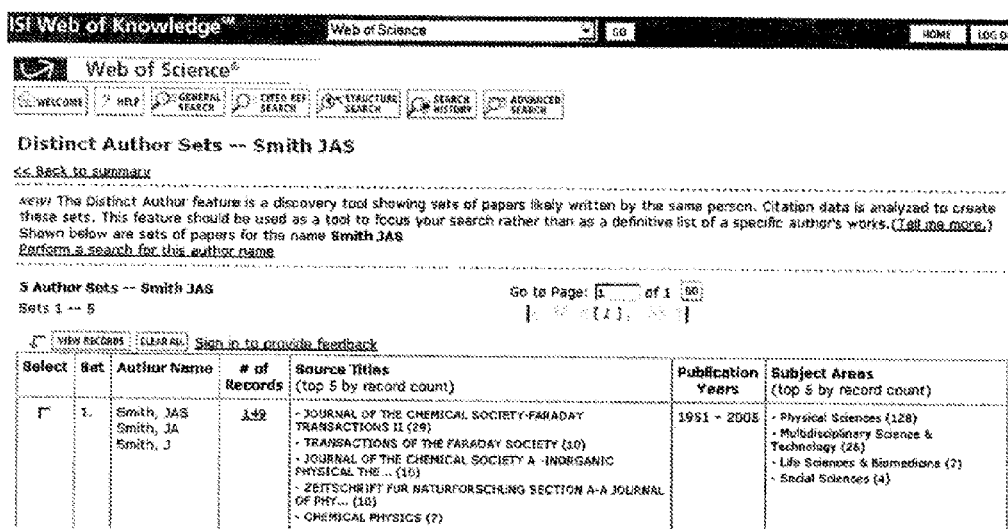 ISI Web of Knowledge℠ Web of Science GO HOME LOG O
Web of Science®
WELCOME ? HELP GENERAL SEARCH CITED REF SEARCH STRUCTURE SEARCH SEARCH HISTORY ADVANCED SEARCH
Distinct Author Sets -- Smith JAS
<< Back to summary
NEW! The Distinct Author feature is a discovery tool showing sets of papers likely written by the same person. Citation data is analyzed to create
these sets. This feature should be used as a tool to focus your search rather than as a definitive list of a specific author's works.(Tell me more.)
Shown below are sets of papers for the name Smith JAS
Perform a search for this author name
5 Author Sets -- Smith JAS
Sets 1 -- 5
Go to Page: 1 of 1 GO
VIEW RECORDS CLEAR ALL Sign in to provide feedback
Select Set Author Name # of Records Source Titles (top 5 by record count) Publication Years Subject Areas (top 5 by record count)
1. Smith, JAS
Smith, JA
Smith, J
149
- JOURNAL OF THE CHEMICAL SOCIETY-FARADAY
TRANSACTIONS II (29)
- TRANSACTIONS OF THE FARADAY SOCIETY (10)
- JOURNAL OF THE CHEMICAL SOCIETY A -INORGANIC
PHYSICAL THE... (10)
- ZEITSCHRIFT FUR NATURFORSCHUNG SECTION A-A JOURNAL
OF PHY... (10)
- CHEMICAL PHYSICS (7)
- Physical Sciences (128)
- Multidisciplinary Science &
Technology (26)
- Life Sciences & Biomedicine (7)
- Social Sciences (4)